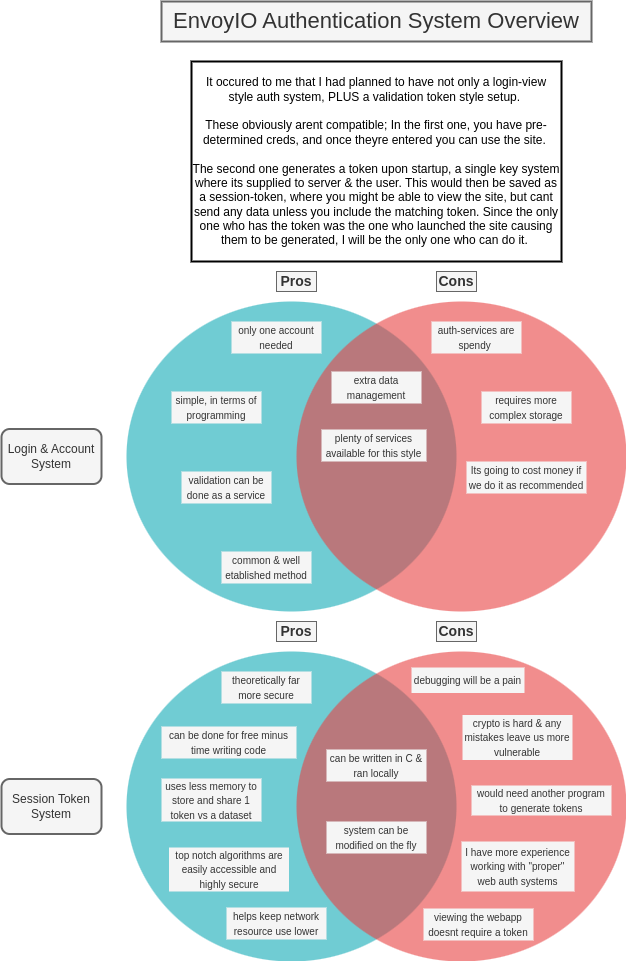 EnvoyIO Authentication System Overview
It occured to me that I had planned to have not only a login-view
style auth system, PLUS a validation token style setup.
These obviously arent compatible; In the first one, you have pre-
determined creds, and once theyre entered you can use the site.
The second one generates a token upon startup, a single key system
where its supplied to server & the user. This would then be saved as
a session-token, where you might be able to view the site, but cant
send any data unless you include the matching token. Since the only
one who has the token was the one who launched the site causing
them to be generated, I will be the only one who can do it.
Pros
Cons
Login & Account
System
only one account
needed
simple, in terms of
programming
validation can be
done as a service
common & well
etablished method
extra data
management
plenty of services
available for this style
auth-services are
spendy
requires more
complex storage
Its going to cost money if
we do it as recommended
Pros
Cons
Session Token
System
theoretically far
more secure
can be done for free minus
time writing code
uses less memory to
store and share 1
token vs a dataset
top notch algorithms are
easily accessible and
highly secure
helps keep network
resource use lower
can be written in C &
ran locally
system can be
modified on the fly
debugging will be a pain
crypto is hard & any
mistakes leave us more
vulnerable
would need another program
to generate tokens
I have more experience
working with "proper"
web auth systems
viewing the webapp
doesnt require a token